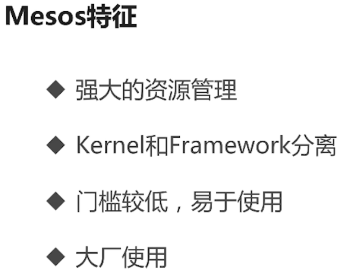 Mesos特征
◆ 强大的资源管理
◆ Kernel和Framework分离
◆ 门槛较低，易于使用
◆ 大厂使用